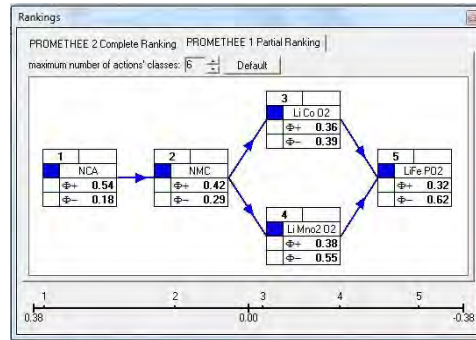 Rankings
PROMETHEE 2 Complete Ranking PROMETHEE 1 Partial Ranking
maximum number of actions' classes: 6 Default
1
NCA
Φ+ 0.54
Φ- 0.18
2
NMC
Φ+ 0.42
Φ- 0.29
3
Li Co O2
Φ+ 0.36
Φ- 0.39
4
Li Mno2 O2
Φ+ 0.38
Φ- 0.55
5
LiFe PO2
Φ+ 0.32
Φ- 0.62
1 2 3 4 5
0.38 0.00 -0.38